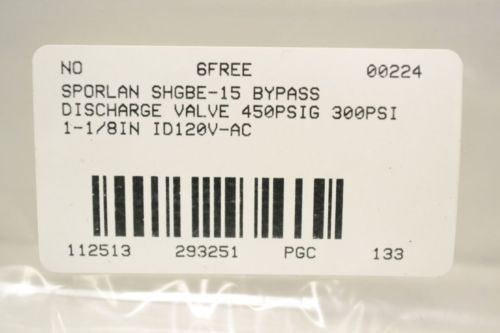 NO 6FREE 00224
SPORLAN SHGBE-15 BYPASS
DISCHARGE VALVE 450PSIG 300PSI
1-1/8IN ID120V-AC
112513 293251 PGC 133